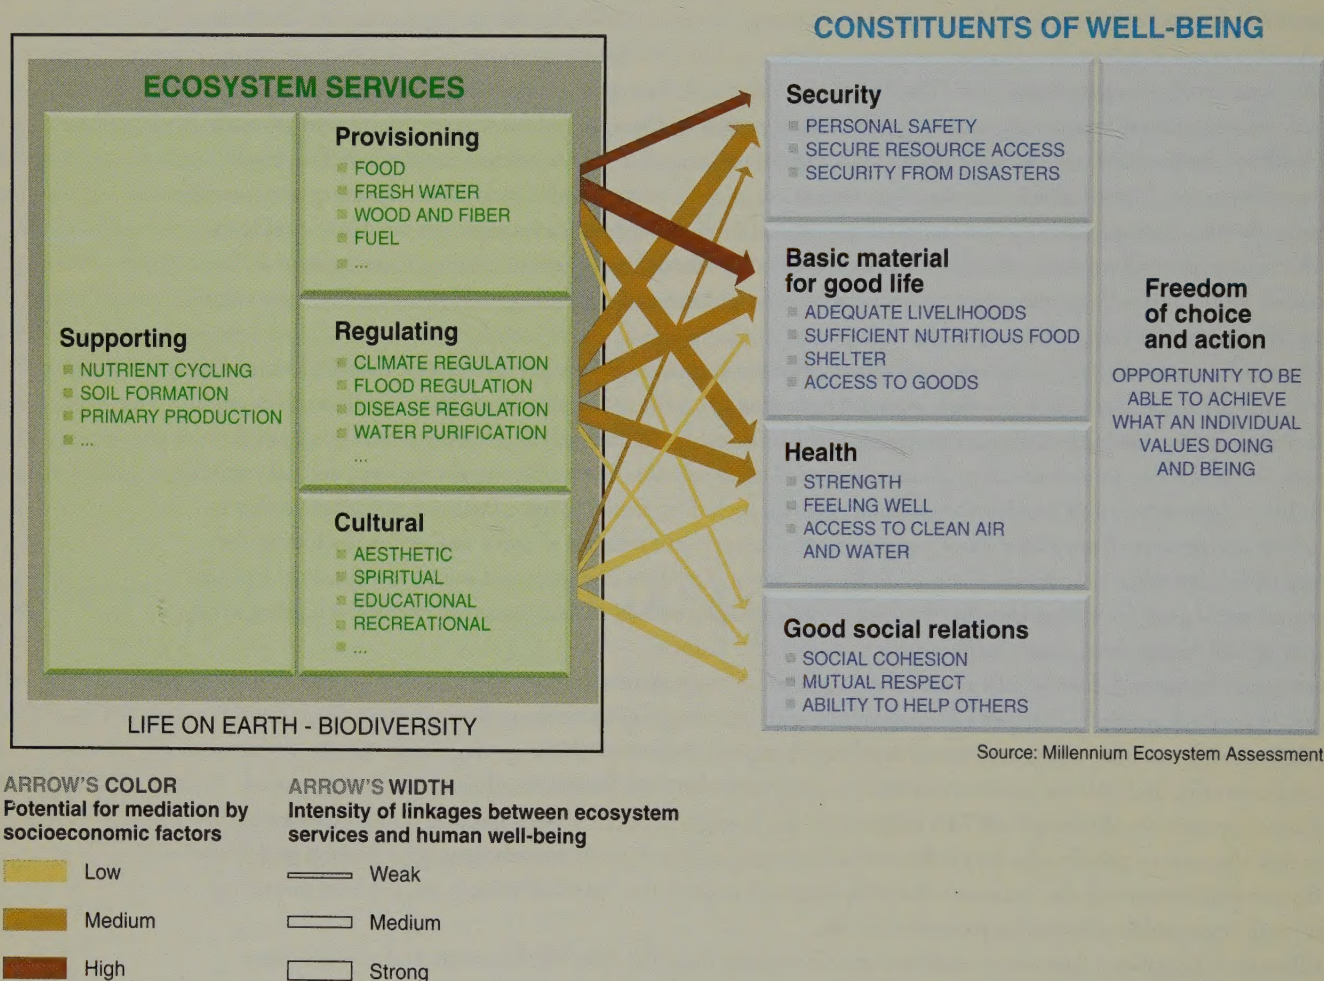 CONSTITUENTS OF WELL-BEING
ECOSYSTEM SERVICES
Supporting
NUTRIENT CYCLING
SOIL FORMATION
PRIMARY PRODUCTION
...
Provisioning
FOOD
FRESH WATER
WOOD AND FIBER
FUEL
...
Regulating
CLIMATE REGULATION
FLOOD REGULATION
DISEASE REGULATION
WATER PURIFICATION
...
Cultural
AESTHETIC
SPIRITUAL
EDUCATIONAL
RECREATIONAL
...
LIFE ON EARTH - BIODIVERSITY
Security
PERSONAL SAFETY
SECURE RESOURCE ACCESS
SECURITY FROM DISASTERS
Basic material
for good life
ADEQUATE LIVELIHOODS
SUFFICIENT NUTRITIOUS FOOD
SHELTER
ACCESS TO GOODS
Health
STRENGTH
FEELING WELL
ACCESS TO CLEAN AIR
AND WATER
Good social relations
SOCIAL COHESION
MUTUAL RESPECT
ABILITY TO HELP OTHERS
Freedom
of choice
and action
OPPORTUNITY TO BE
ABLE TO ACHIEVE
WHAT AN INDIVIDUAL
VALUES DOING
AND BEING
Source: Millennium Ecosystem Assessment
ARROW'S COLOR
Potential for mediation by
socioeconomic factors
Low
Medium
High
ARROW'S WIDTH
Intensity of linkages between ecosystem
services and human well-being
Weak
Medium
Strong